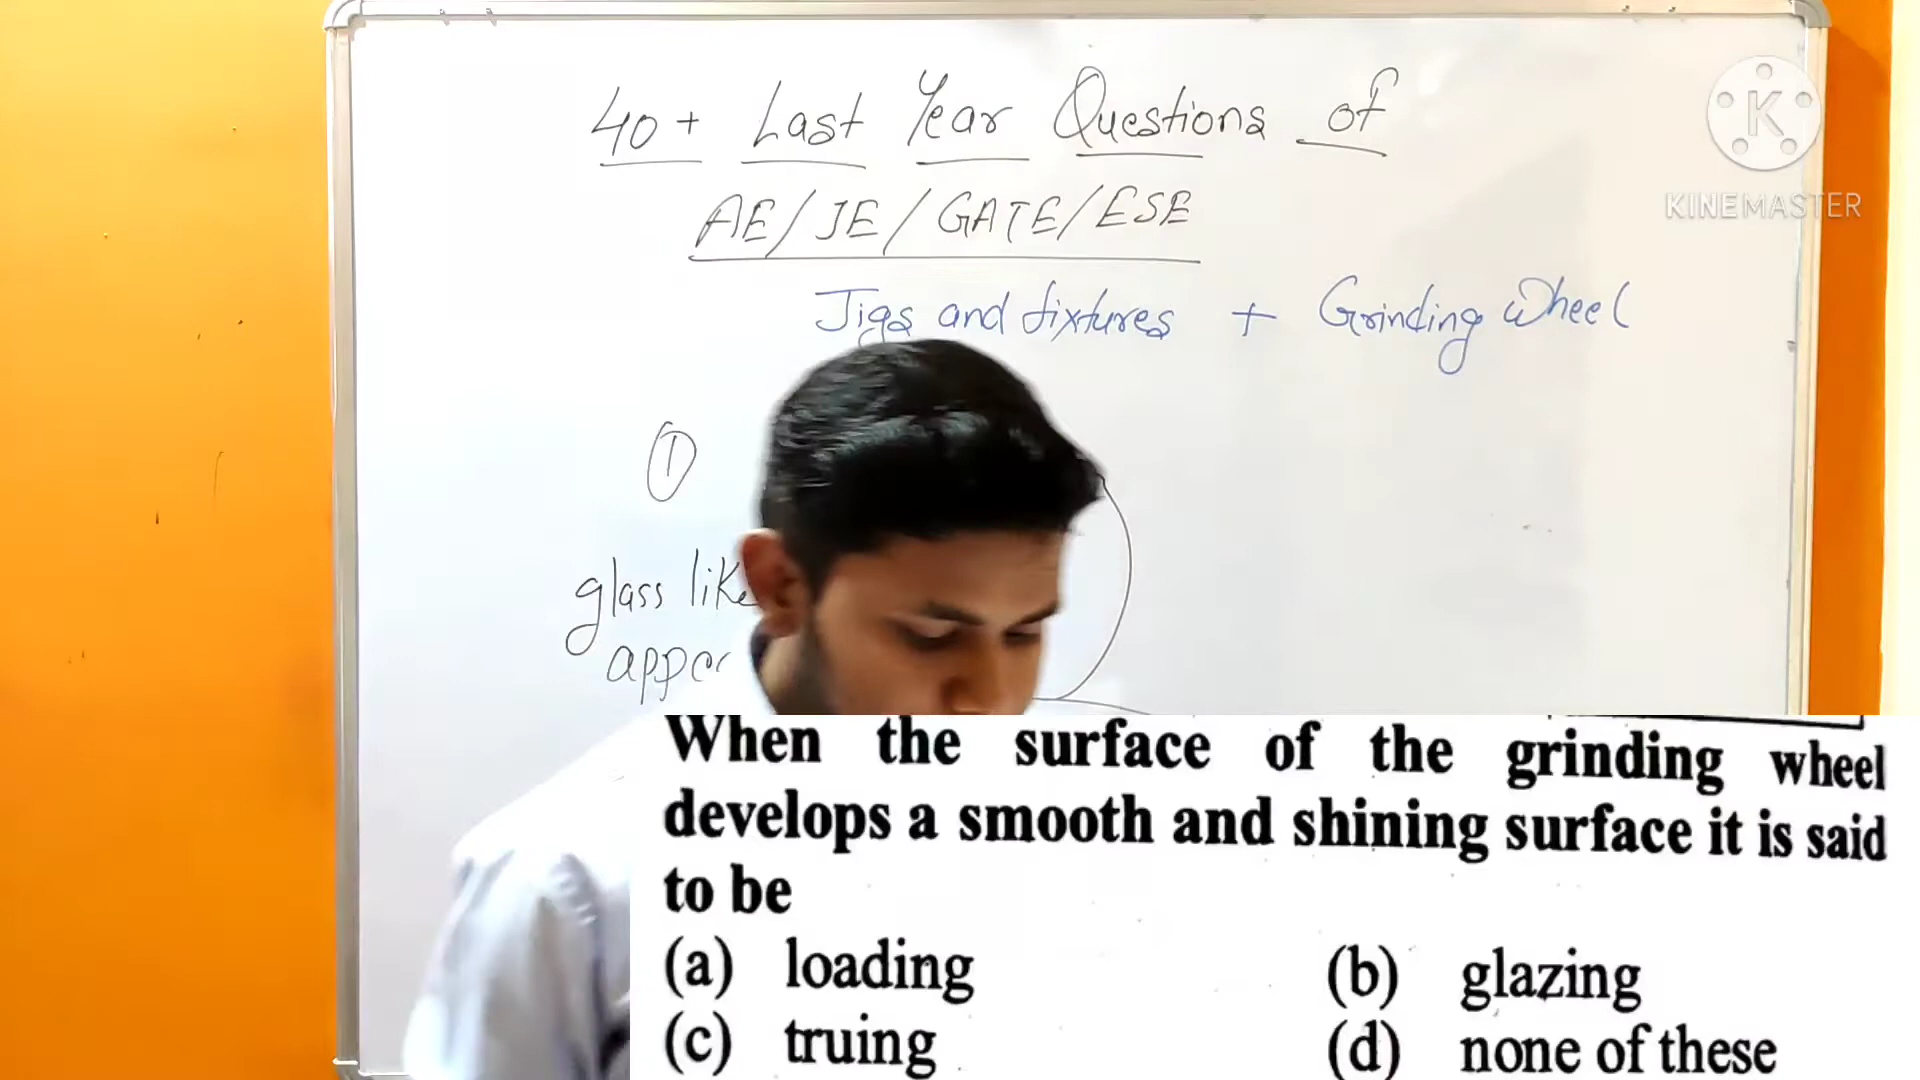 40+ Last Year Questions of
AE/JE/GATE/ESE
Jigs and fixtures + Grinding wheel
1
glass like
K
KINEMASTER
When the surface of the grinding wheel
develops a smooth and shining surface it is said
to be
(a) loading (b) glazing
(c) truing (d) none of these